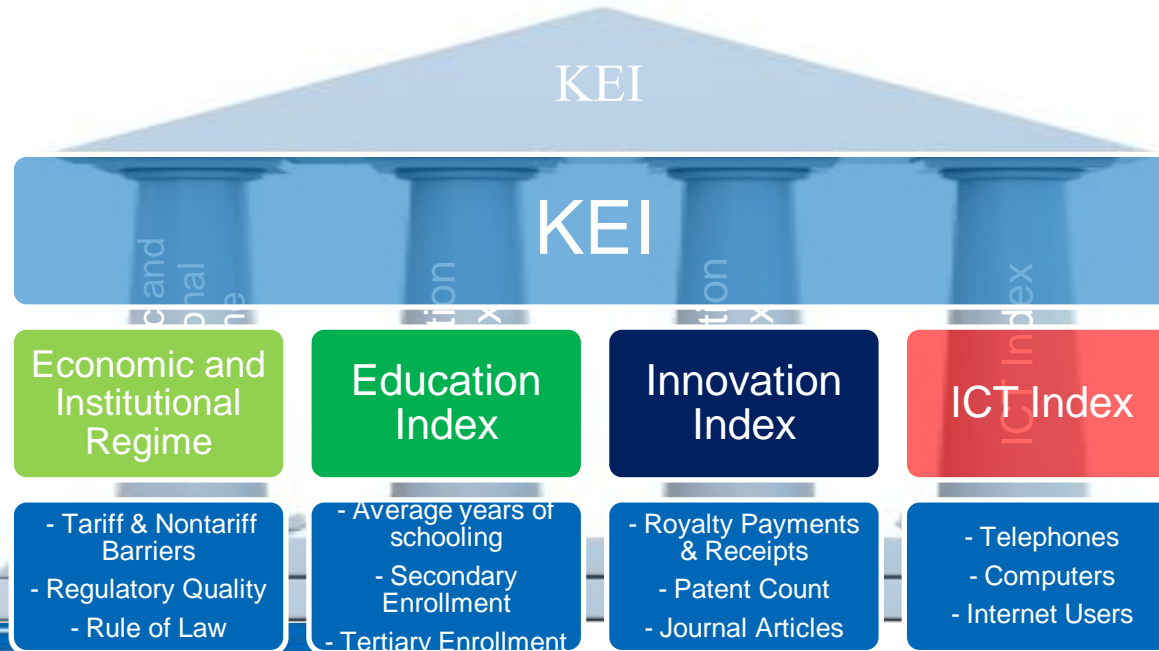 KEI
KEI
Economic and
Institutional
Regime
Education
Index
Innovation
Index
ICT Index
ICT Index
- Tariff & Nontariff
Barriers
- Regulatory Quality
- Rule of Law
- Average years of
schooling
- Secondary
Enrollment
- Tertiary Enrollment
- Royalty Payments
& Receipts
- Patent Count
- Journal Articles
- Telephones
- Computers
- Internet Users